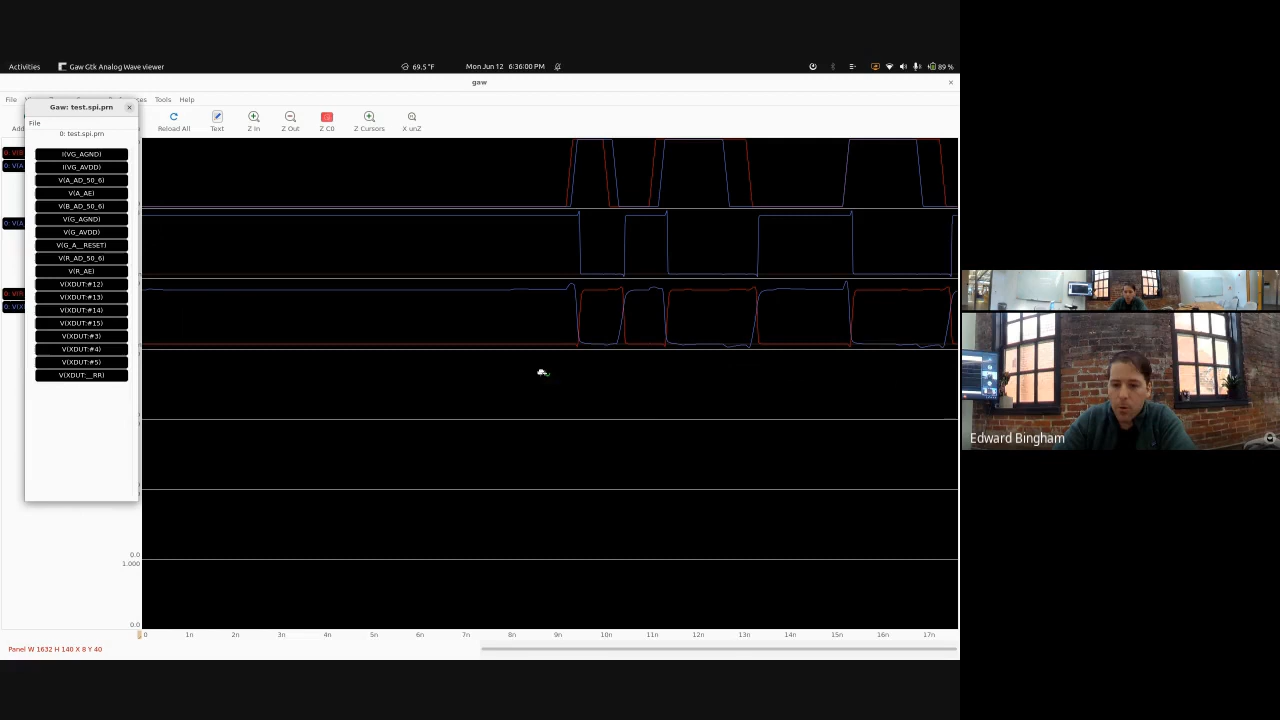 Activities
Gaw Gtk Analog Wave viewer
69.5 °F
Mon Jun 12 6:36:00 PM
89 %
gaw
File
Tools Help
Gaw: test.spi.prn
File
0: test.spi.prn
I(VG_AGND)
I(VG_AVDD)
V(A_AD_50_6)
V(A_AE)
V(B_AD_50_6)
V(G_AGND)
V(G_AVDD)
V(G_A__RESET)
V(R_AD_50_6)
V(R_AE)
V(XDUT:#12)
V(XDUT:#13)
V(XDUT:#14)
V(XDUT:#15)
V(XDUT:#3)
V(XDUT:#4)
V(XDUT:#5)
V(XDUT:__RR)
Reload All
Text
Z In
Z Out
Z C0
Z Cursors
X unZ
0.0
1.000
0.0
0 1n 2n 3n 4n 5n 6n 7n 8n 9n 10n 11n 12n 13n 14n 15n 16n 17n
Panel W 1632 H 140 X 8 Y 40
Edward Bingham